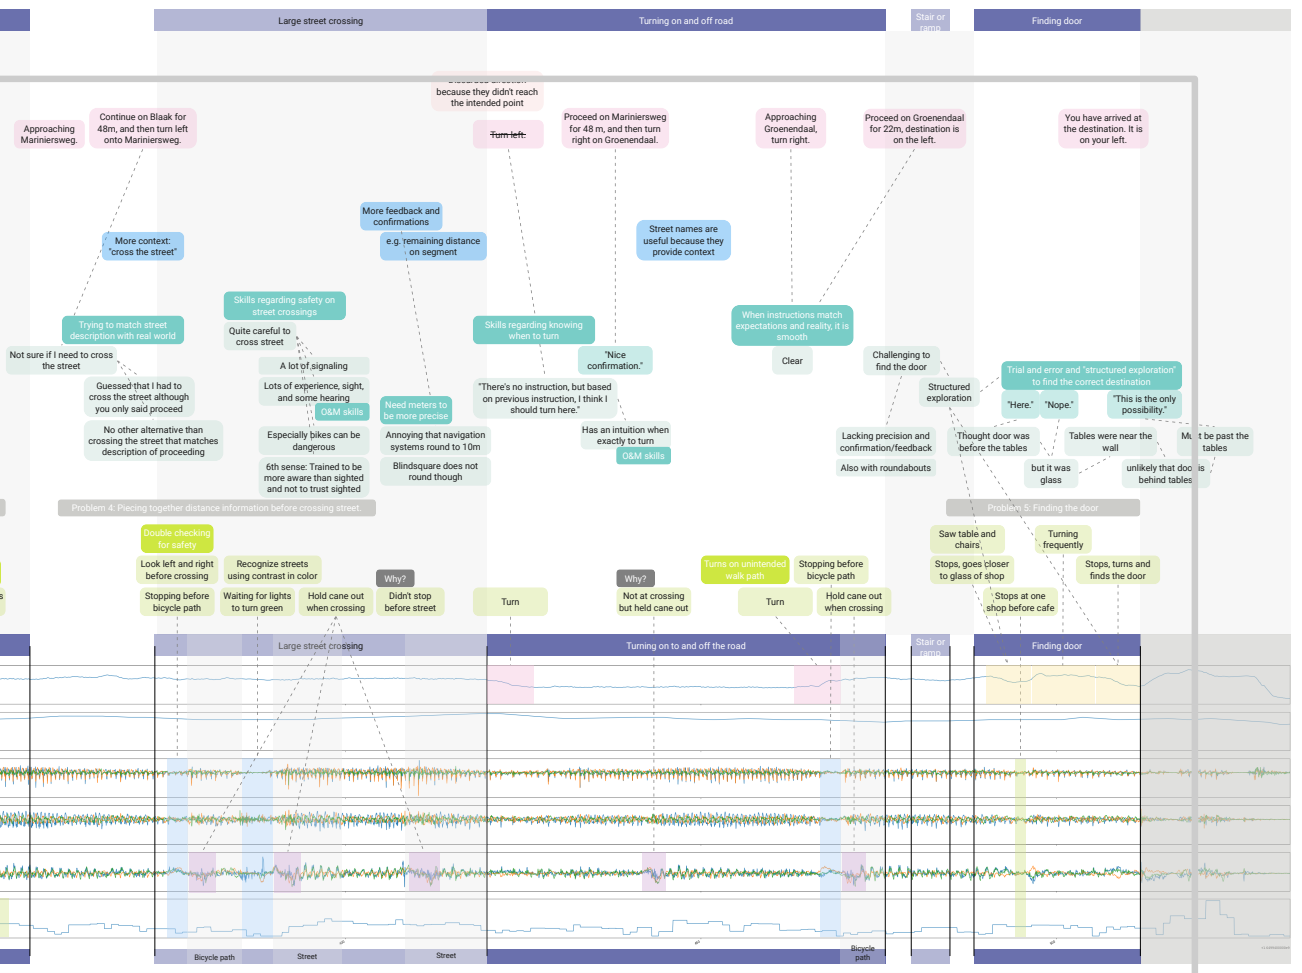 Large street crossing
Turning on and off road
Stair or
ramp
Finding door
because they didn't reach
the intended point
Approaching
Mariniersweg.
Continue on Blaak for
48m, and then turn left
onto Mariniersweg.
Turn left.
Proceed on Mariniersweg
for 48 m, and then turn
right on Groenendaal.
Approaching
Groenendaal,
turn right.
Proceed on Groenendaal
for 22m, destination is
on the left.
You have arrived at
the destination. It is
on your left.
More context:
"cross the street"
More feedback and
confirmations
e.g. remaining distance
on segment
Street names are
useful because they
provide context
Trying to match street
description with real world
Not sure if I need to cross
the street
Guessed that I had to
cross the street although
you only said proceed
No other alternative than
crossing the street that matches
description of proceeding
Skills regarding safety on
street crossings
Quite careful to
cross street
A lot of signaling
Lots of experience, sight,
and some hearing
O&M skills
Especially bikes can be
dangerous
6th sense: Trained to be
more aware than sighted
and not to trust sighted
Need meters to
be more precise
Annoying that navigation
systems round to 10m
Blindsquare does not
round though
Skills regarding knowing
when to turn
"There's no instruction, but based
on previous instruction, I think I
should turn here."
"Nice
confirmation."
Has an intuition when
exactly to turn
O&M skills
When instructions match
expectations and reality, it is
smooth
Clear
Challenging to
find the door
Structured
exploration
Lacking precision and
confirmation/feedback
Also with roundabouts
Trial and error and "structured exploration"
to find the correct destination
"Here."
"Nope."
"This is the only
possibility."
Thought door was
before the tables
but it was
glass
Tables were near the
wall
unlikely that door is
behind tables
Must be past the
tables
Problem 4: Piecing together distance information before crossing street.
Problem 5: Finding the door
s
Double checking
for safety
Look left and right
before crossing
Stopping before
bicycle path
Recognize streets
using contrast in color
Waiting for lights
to turn green
Hold cane out
when crossing
Why?
Didn't stop
before street
Turn
Why?
Not at crossing
but held cane out
Turns on unintended
walk path
Turn
Stopping before
bicycle path
Hold cane out
when crossing
Saw table and
chairs
Stops, goes closer
to glass of shop
Stops at one
shop before cafe
Turning
frequently
Stops, turns and
finds the door
Large street crossing
Turning on to and off the road
Stair or
ramp
Finding door
Bicycle path
Street
Street
Bicycle
path